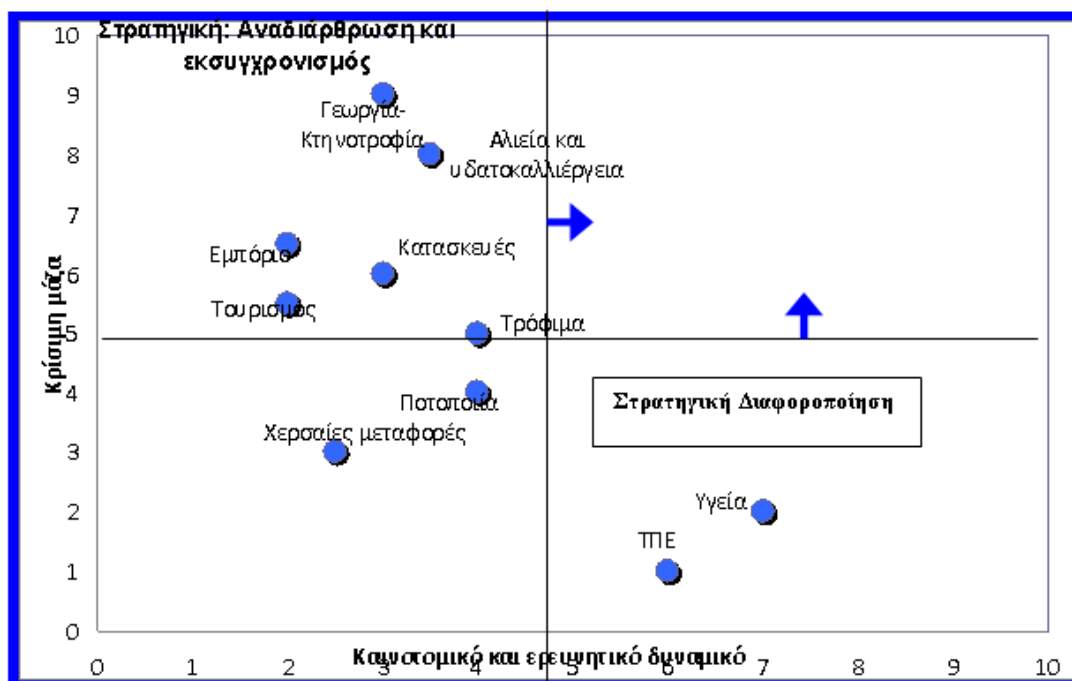 Στρατηγική: Αναδιάρθρωση και
εκσυγχρονισμός
10
9
8
7
6
5
4
3
2
1
0
Κρίσιμη μάζα
Γεωργία-
Κτηνοτροφία
Αλιεία και
υδατοκαλλιέργεια
Εμπόριο
Κατασκευές
Τουρισμός
Τρόφιμα
Ποτοποιία
Χερσαίες μεταφορές
Στρατηγική Διαφοροποίηση
Υγεία
ΤΠΕ
0 1 2 3 4 5 6 7 8 9 10
Καινοτομικό και ερευνητικό δυναμικό